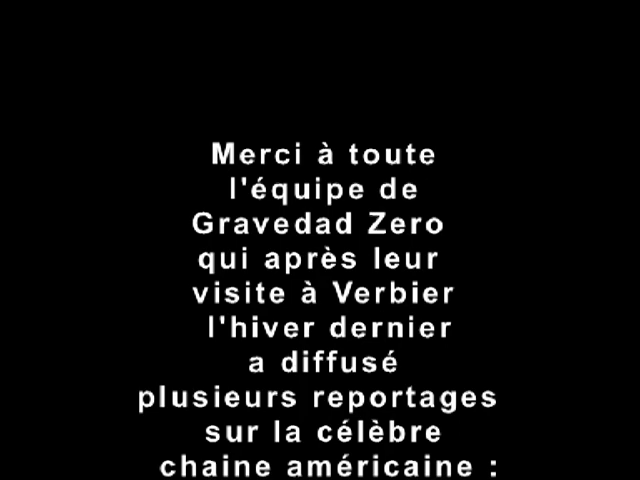 Merci à toute
l'équipe de
Gravedad Zero
qui après leur
visite à Verbier
l'hiver dernier
a diffusé
plusieurs reportages
sur la célèbre
chaine américaine :